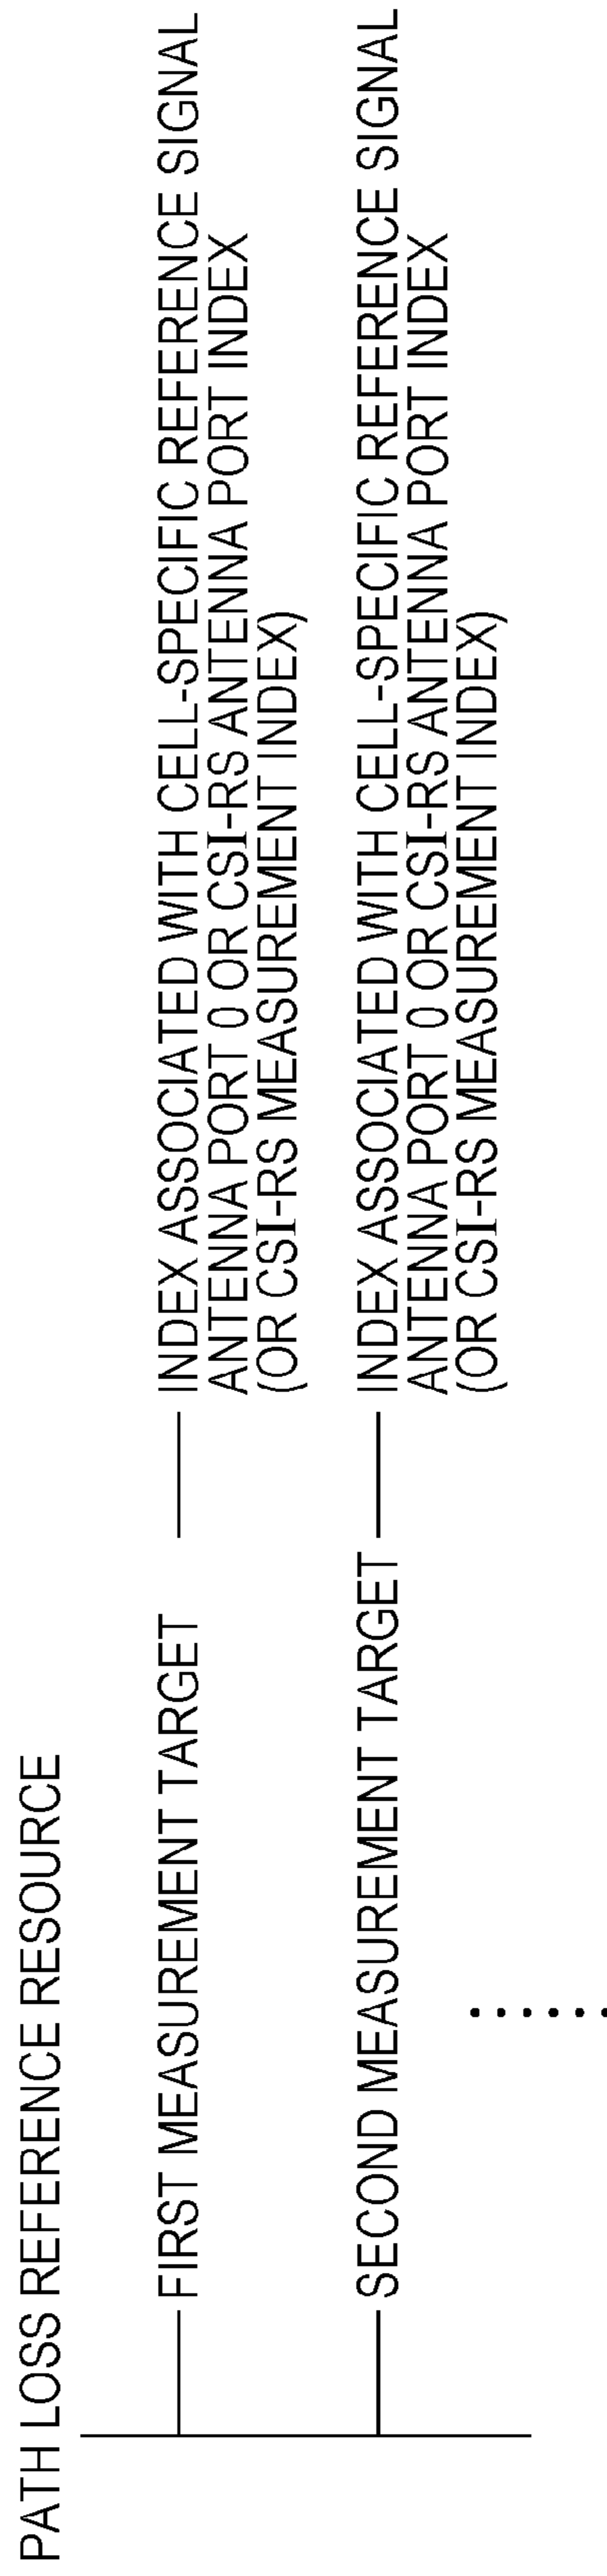 PATH LOSS REFERENCE RESOURCE
FIRST MEASUREMENT TARGET
INDEX ASSOCIATED WITH CELL-SPECIFIC REFERENCE SIGNAL
ANTENNA PORT 0 OR CSI-RS ANTENNA PORT INDEX
(OR CSI-RS MEASUREMENT INDEX)
SECOND MEASUREMENT TARGET
INDEX ASSOCIATED WITH CELL-SPECIFIC REFERENCE SIGNAL
ANTENNA PORT 0 OR CSI-RS ANTENNA PORT INDEX
(OR CSI-RS MEASUREMENT INDEX)